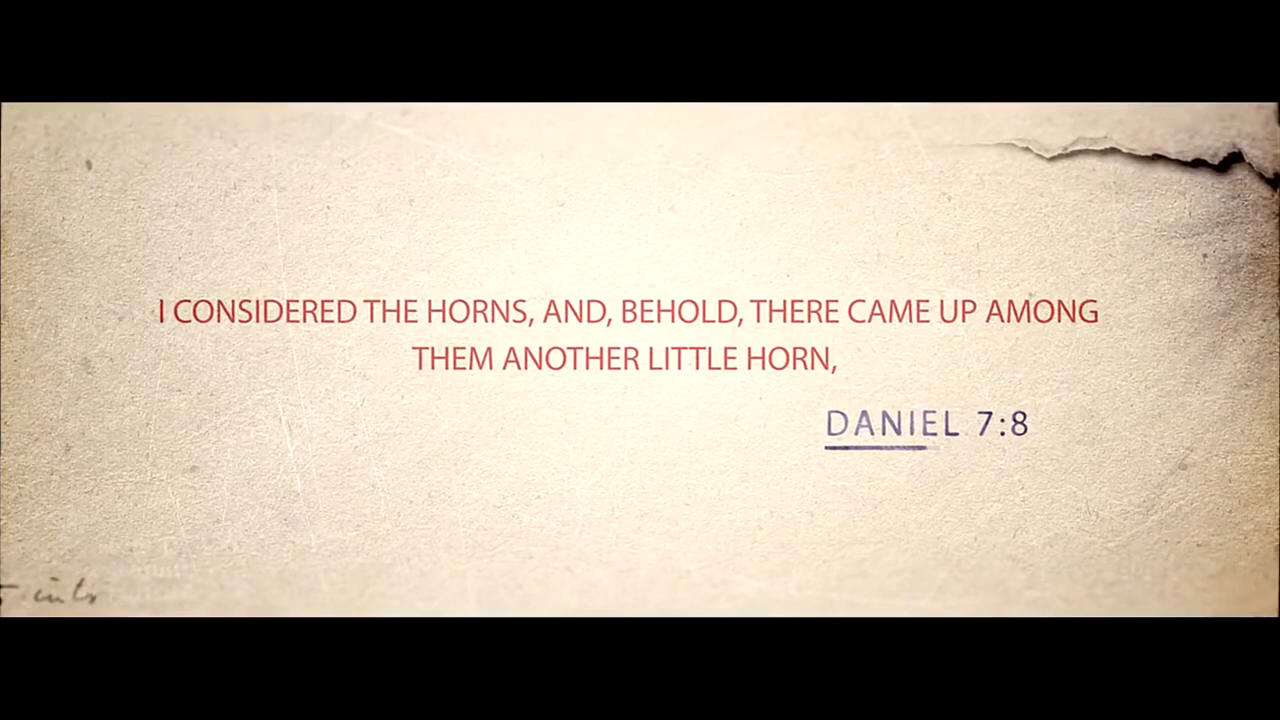 I CONSIDERED THE HORNS, AND, BEHOLD, THERE CAME UP AMONG
THEM ANOTHER LITTLE HORN,
DANIEL 7:8